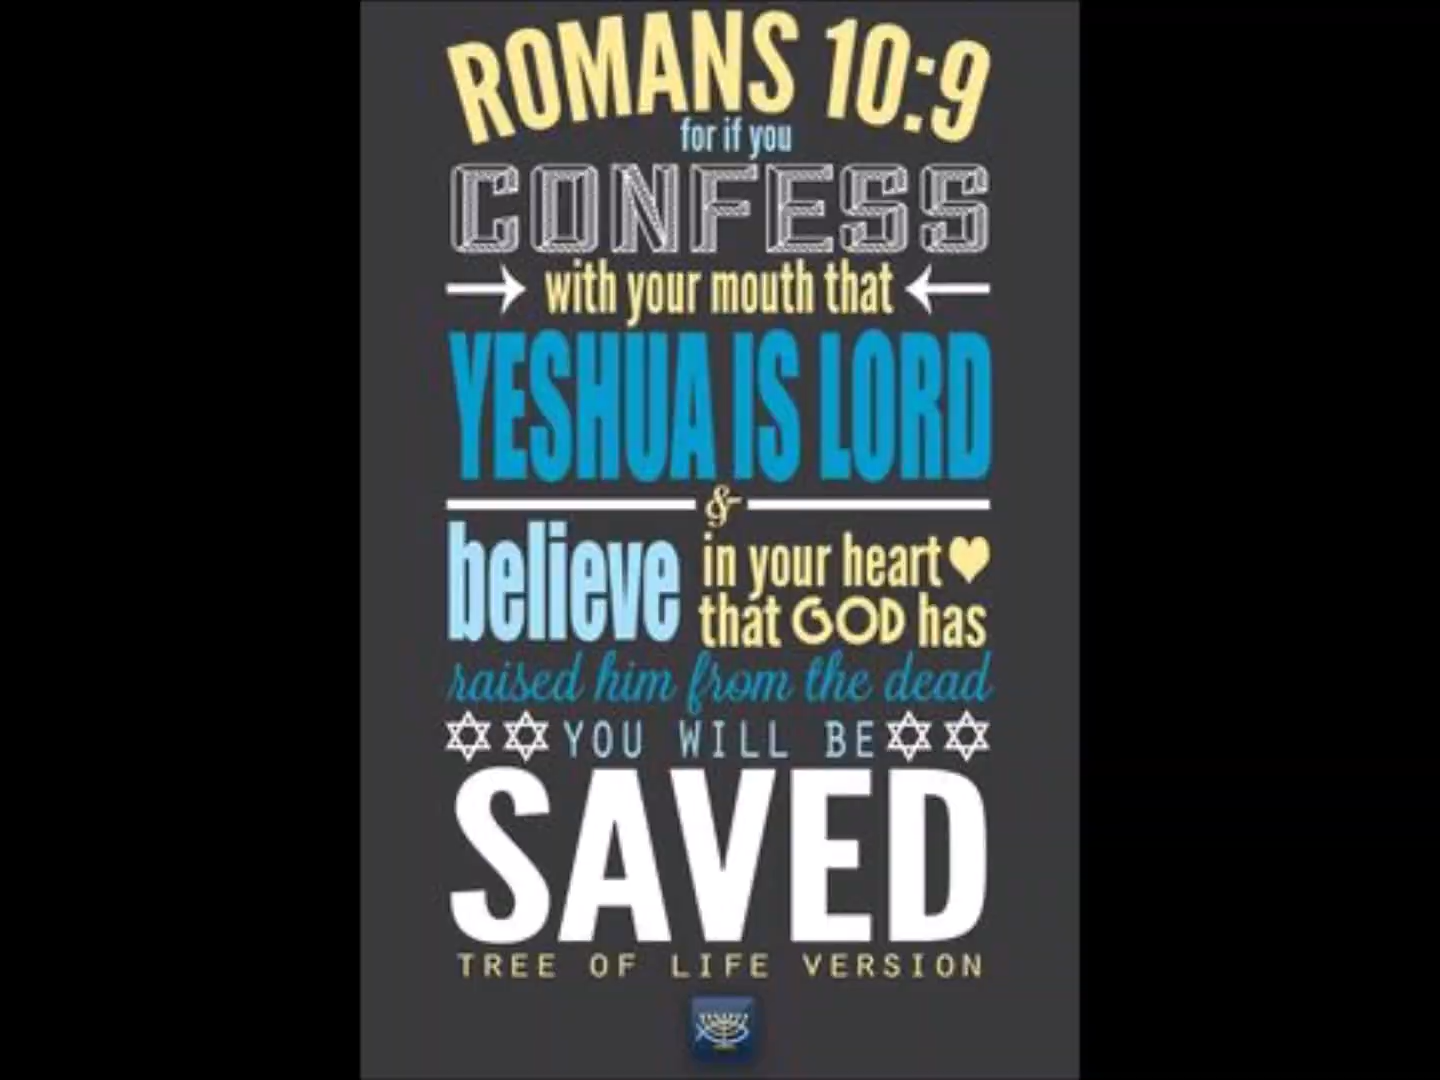 ROMANS 10:9
for if you
CONFESS
with your mouth that
YESHUA IS LORD
&
believe in your heart
that GOD has
raised him from the dead
YOU WILL BE
SAVED
TREE OF LIFE VERSION